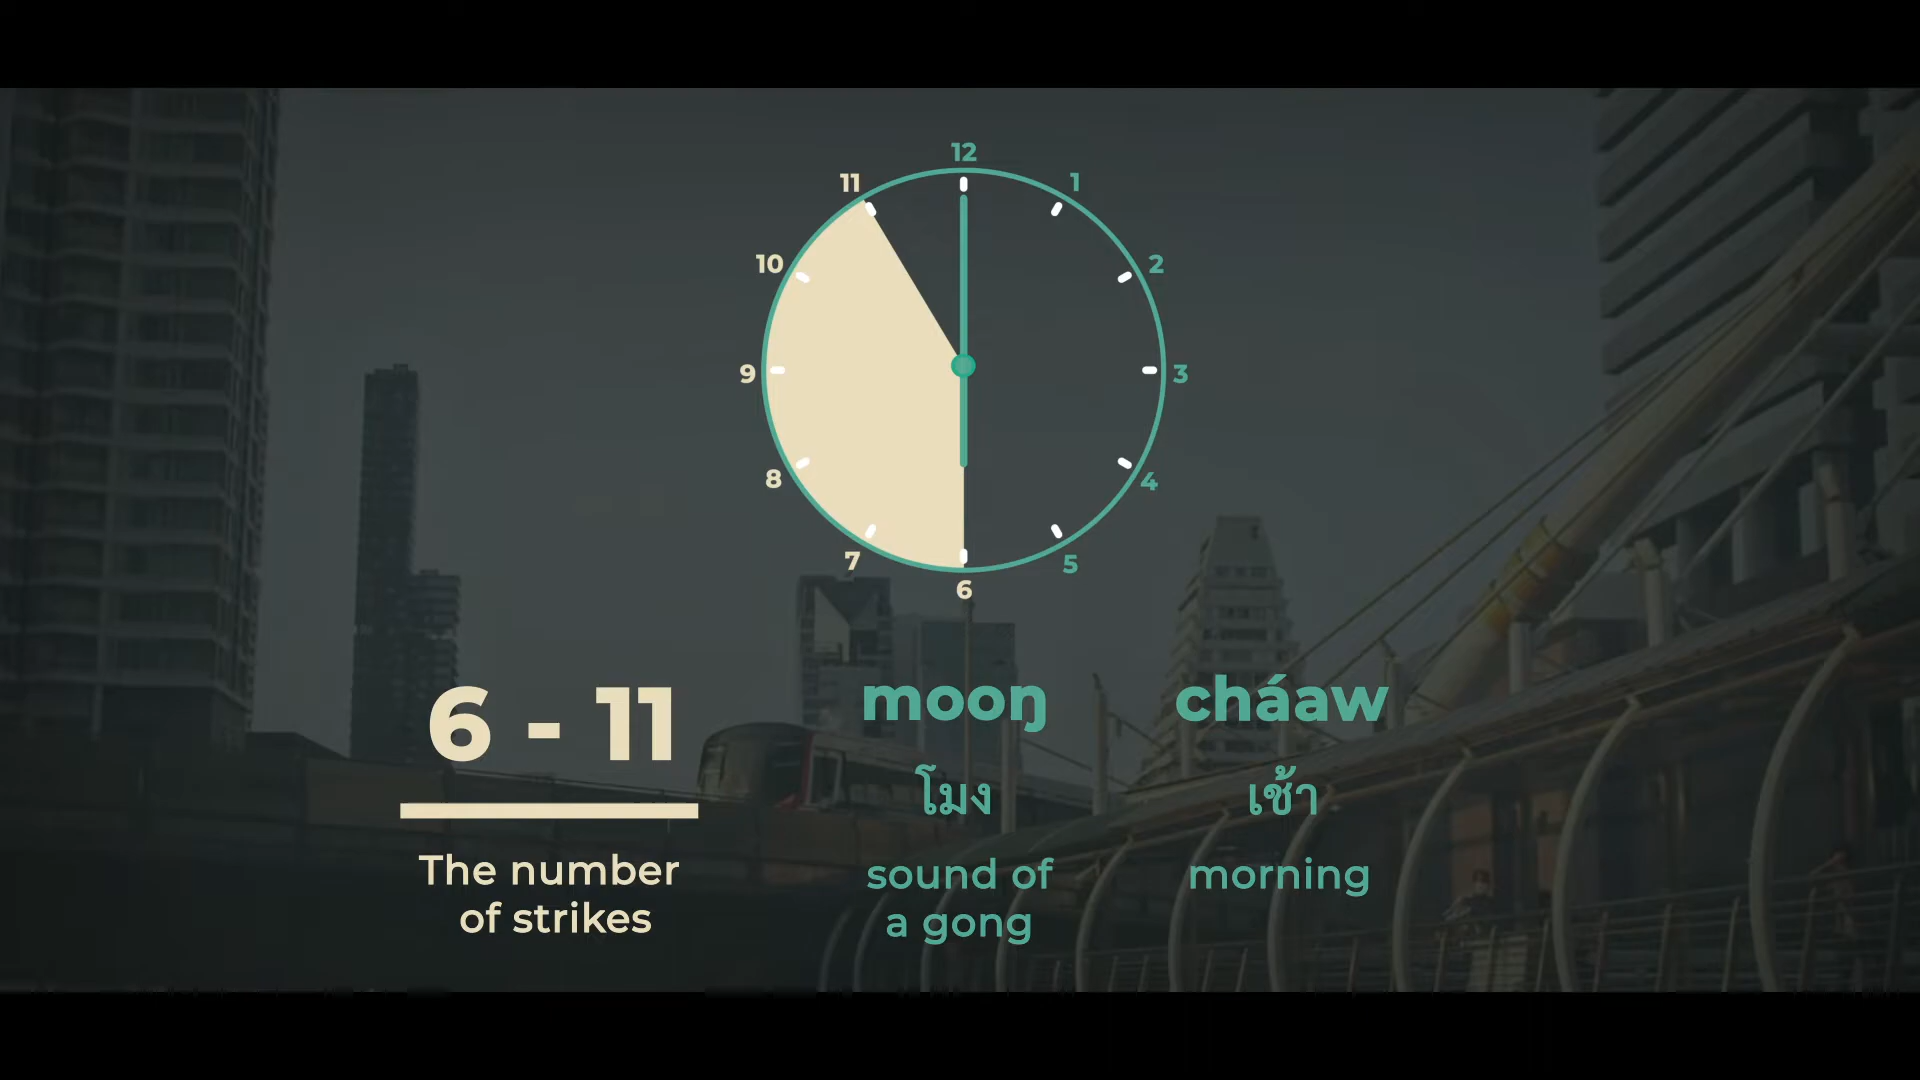 12
11
1
10
2
9
3
8
4
7
5
6
6 - 11
The number
of strikes
mooŋ
โมง
sound of
a gong
cháaw
เช้า
morning